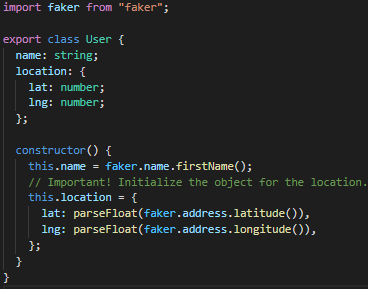 import faker from "faker";

export class User {
  name: string;
  location: {
    lat: number;
    lng: number;
  };

  constructor() {
    this.name = faker.name.firstName();
    // Important! Initialize the object for the location.
    this.location = {
      lat: parseFloat(faker.address.latitude()),
      lng: parseFloat(faker.address.longitude()),
    };
  }
}